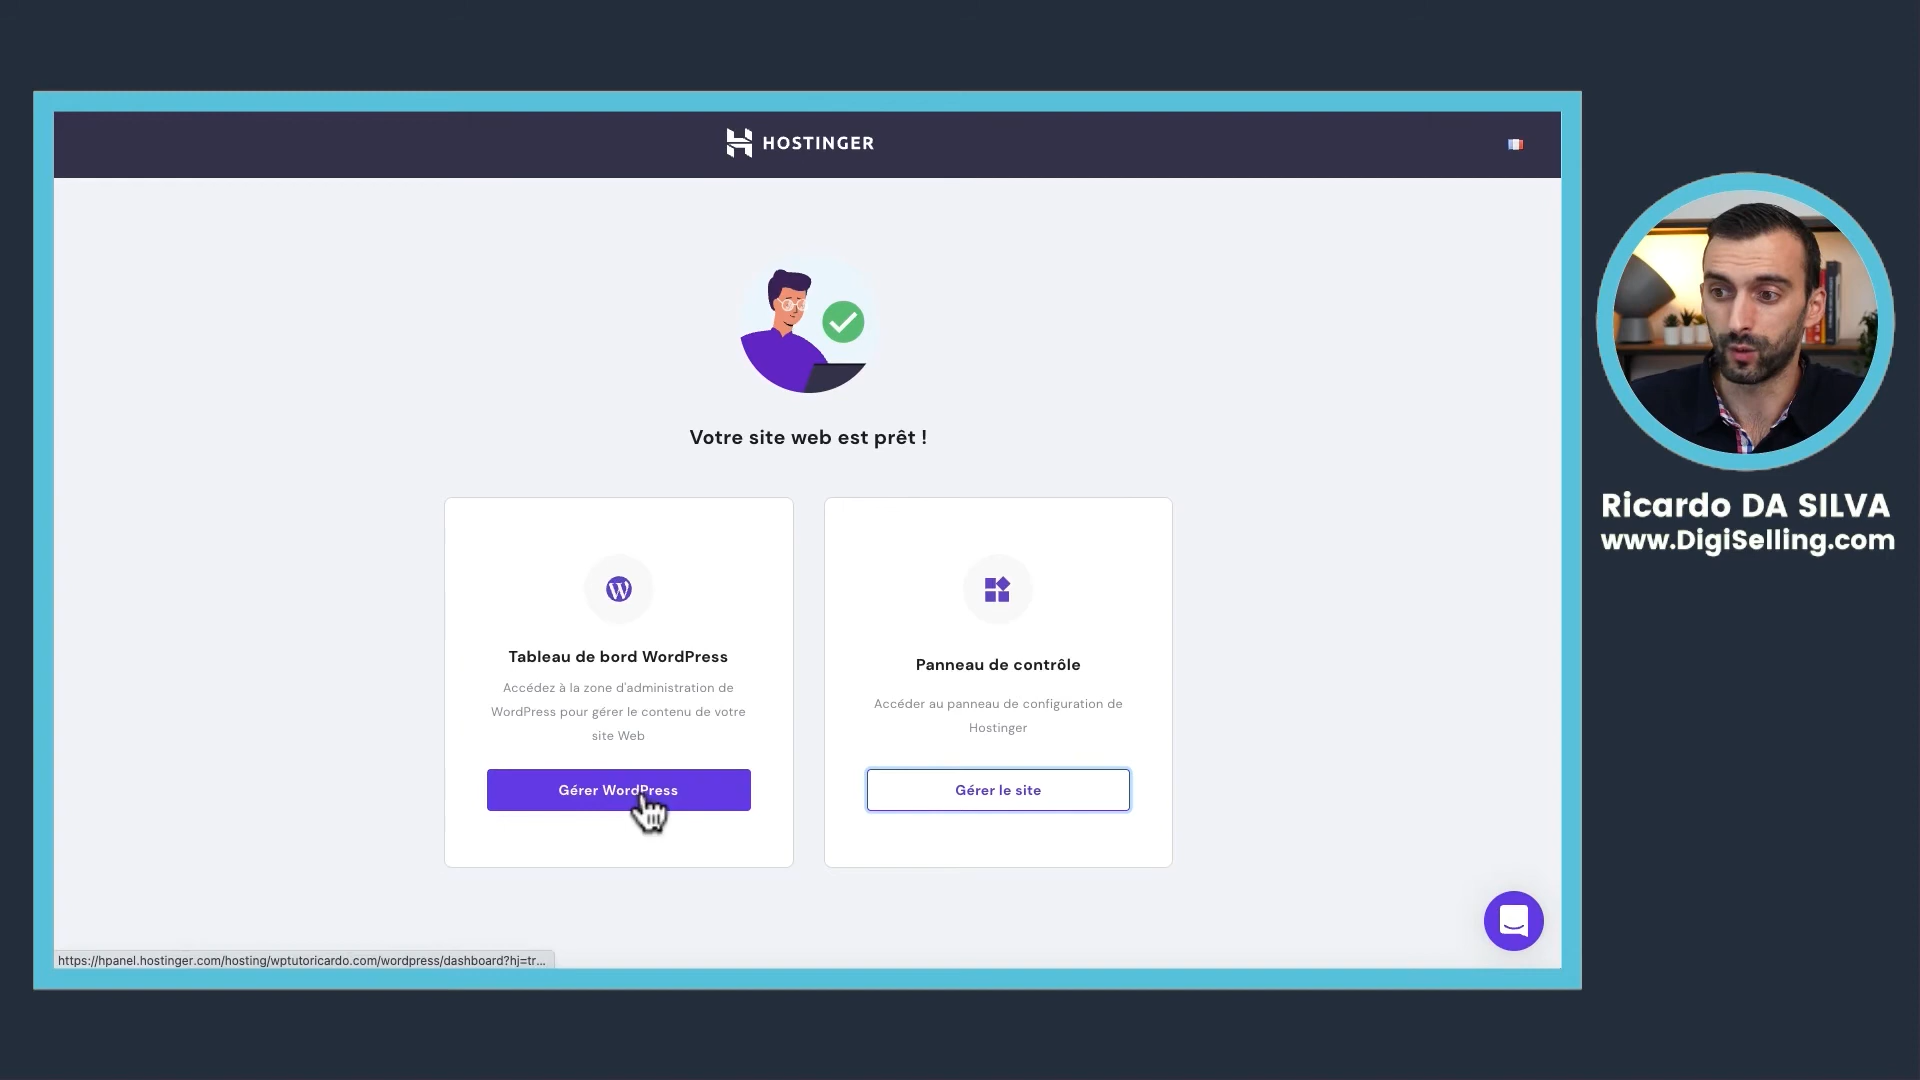 HOSTINGER
Votre site web est prêt !
Tableau de bord WordPress
Accédez à la zone d'administration de
WordPress pour gérer le contenu de votre
site Web
Gérer WordPress
Panneau de contrôle
Accéder au panneau de configuration de
Hostinger
Gérer le site
https://hpanel.hostinger.com/hosting/wptutoricardo.com/wordpress/dashboard?hj=tr...
Ricardo DA SILVA
www.DigiSelling.com